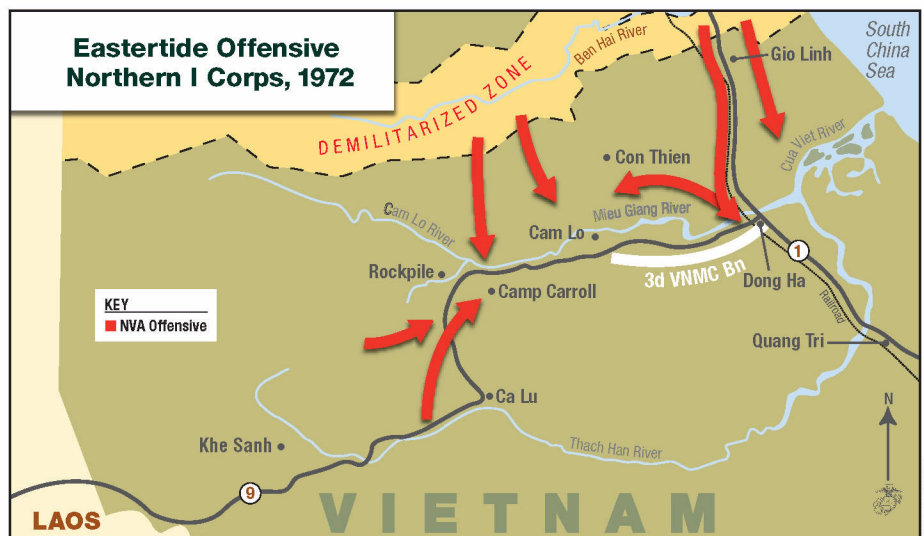 Eastertide Offensive
Northern I Corps, 1972
South
China
Sea
Ben Hai River
Gio Linh
DEMILITARIZED ZONE
Cua Viet River
Con Thien
Cam Lo River
Mieu Giang River
Cam Lo
Rockpile
3d VNMC Bn
1
Dong Ha
KEY
NVA Offensive
Camp Carroll
Railroad
Quang Tri
Ca Lu
N
Khe Sanh
Thach Han River
9
LAOS
VIETNAM